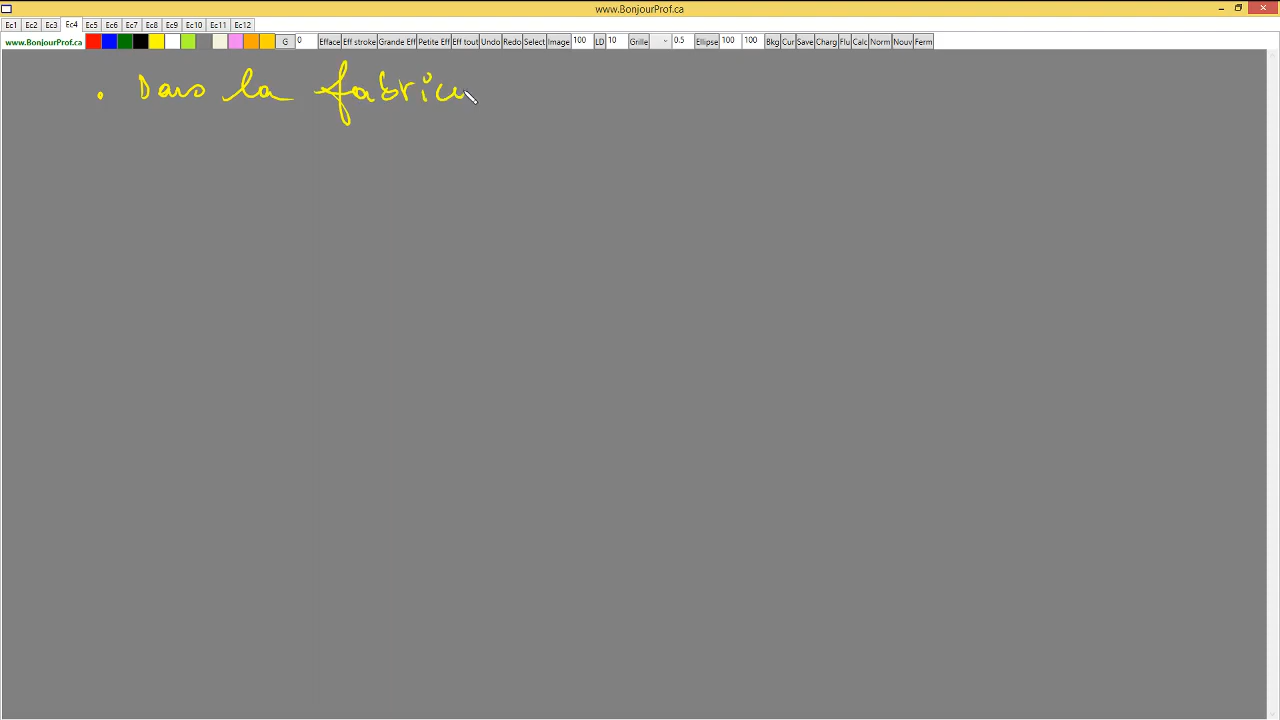 www.BonjourProf.ca
Ec1 Ec2 Ec3 Ec4 Ec5 Ec6 Ec7 Ec8 Ec9 Ec10 Ec11 Ec12
www.BonjourProf.ca G 0 Efface Eff stroke Grande Eff Petite Eff Eff tout Undo Redo Select Image 100 LD 10 Grille 0.5 Ellipse 100 100 Bkg Cur Save Charg Flu Calc Norm Nouv Ferm
. Dans la